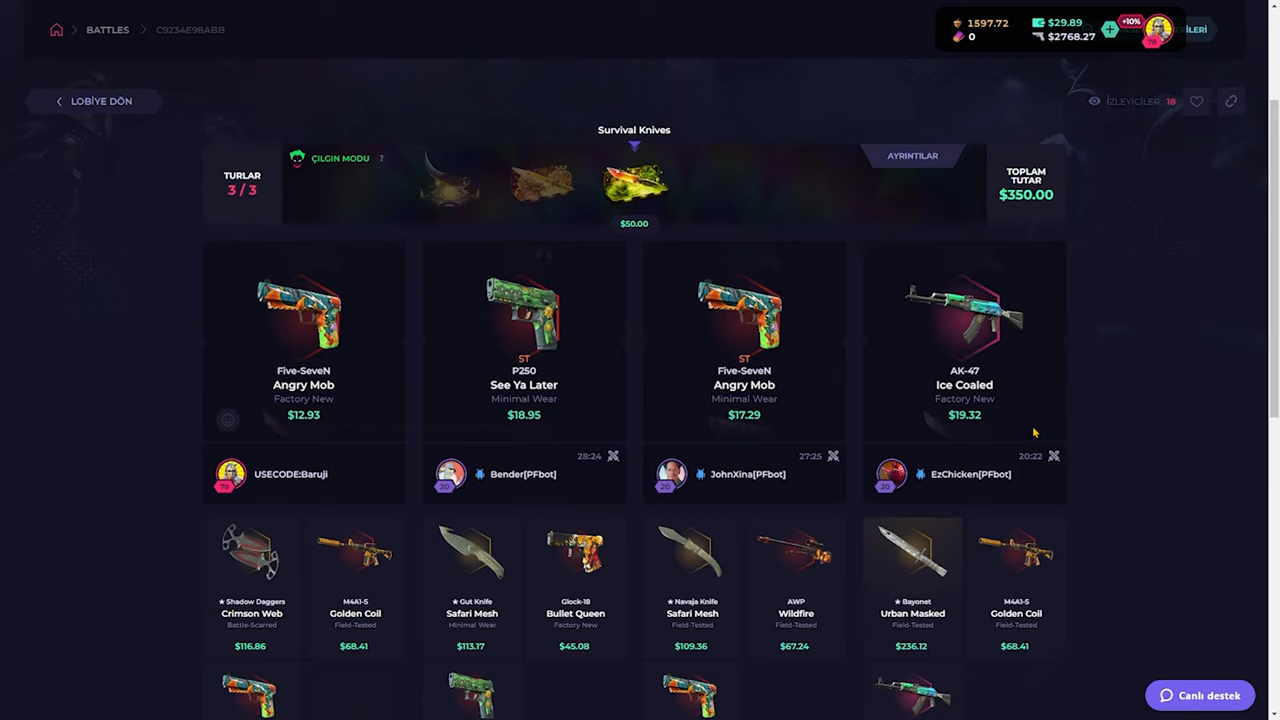 BATTLES
C9234E98ABB
1597.72
0
$29.89
$2768.27
+10%
78
LOBİYE DÖN
İZLEYİCİLER 18
Survival Knives
TURLAR
3 / 3
ÇILGIN MODU ?
AYRINTILAR
TOPLAM
TUTAR
$350.00
$50.00
Five-SeveN
Angry Mob
Factory New
$12.93
ST
P250
See Ya Later
Minimal Wear
$18.95
ST
Five-SeveN
Angry Mob
Minimal Wear
$17.29
AK-47
Ice Coaled
Factory New
$19.32
USECODE:Baruji
78
28:24
Bender[PFbot]
20
27:25
JohnXina[PFbot]
20
20:22
EzChicken[PFbot]
20
★ Shadow Daggers
Crimson Web
Battle-Scarred
$116.86
M4A1-S
Golden Coil
Field-Tested
$68.41
★ Gut Knife
Safari Mesh
Minimal Wear
$113.17
Glock-18
Bullet Queen
Factory New
$45.08
★ Navaja Knife
Safari Mesh
Field-Tested
$109.36
AWP
Wildfire
Field-Tested
$67.24
★ Bayonet
Urban Masked
Field-Tested
$236.12
M4A1-S
Golden Coil
Field-Tested
$68.41
Canlı destek